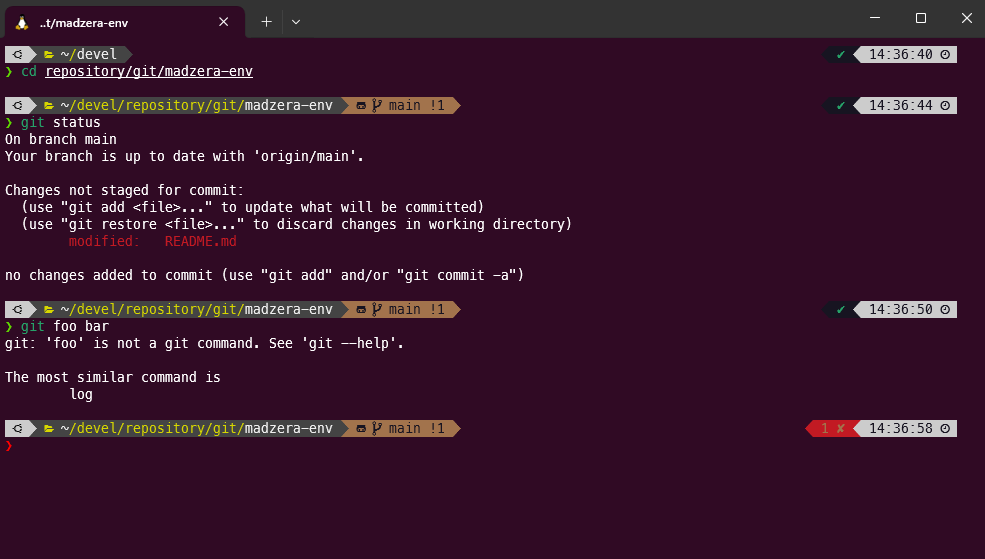 ..t/madzera-env
~/devel ✔ 14:36:40
❯ cd repository/git/madzera-env
~/devel/repository/git/madzera-env main !1 ✔ 14:36:44
❯ git status
On branch main
Your branch is up to date with 'origin/main'.
Changes not staged for commit:
(use "git add <file>..." to update what will be committed)
(use "git restore <file>..." to discard changes in working directory)
modified: README.md
no changes added to commit (use "git add" and/or "git commit -a")
~/devel/repository/git/madzera-env main !1 ✔ 14:36:50
❯ git foo bar
git: 'foo' is not a git command. See 'git --help'.
The most similar command is
log
~/devel/repository/git/madzera-env main !1 1 ✘ 14:36:58
❯